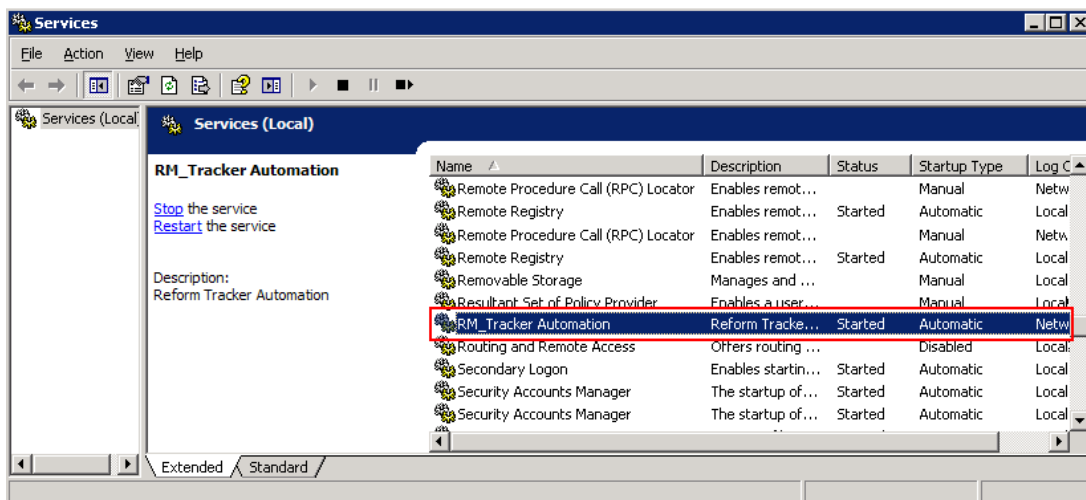 Services
File Action View Help
Services (Local)
Services (Local)
RM_Tracker Automation
Stop the service
Restart the service
Description:
Reform Tracker Automation
Name Description Status Startup Type Log
Remote Procedure Call (RPC) Locator Enables remot... Manual Netw
Remote Registry Enables remot... Started Automatic Local
Remote Procedure Call (RPC) Locator Enables remot... Manual Netw
Remote Registry Enables remot... Started Automatic Local
Removable Storage Manages and ... Manual Local
Resultant Set of Policy Provider Enables a user... Manual Local
RM_Tracker Automation Reform Tracke... Started Automatic Netw
Routing and Remote Access Offers routing ... Disabled Local
Secondary Logon Enables startin... Started Automatic Local
Security Accounts Manager The startup of... Started Automatic Local
Security Accounts Manager The startup of... Started Automatic Local
Extended Standard